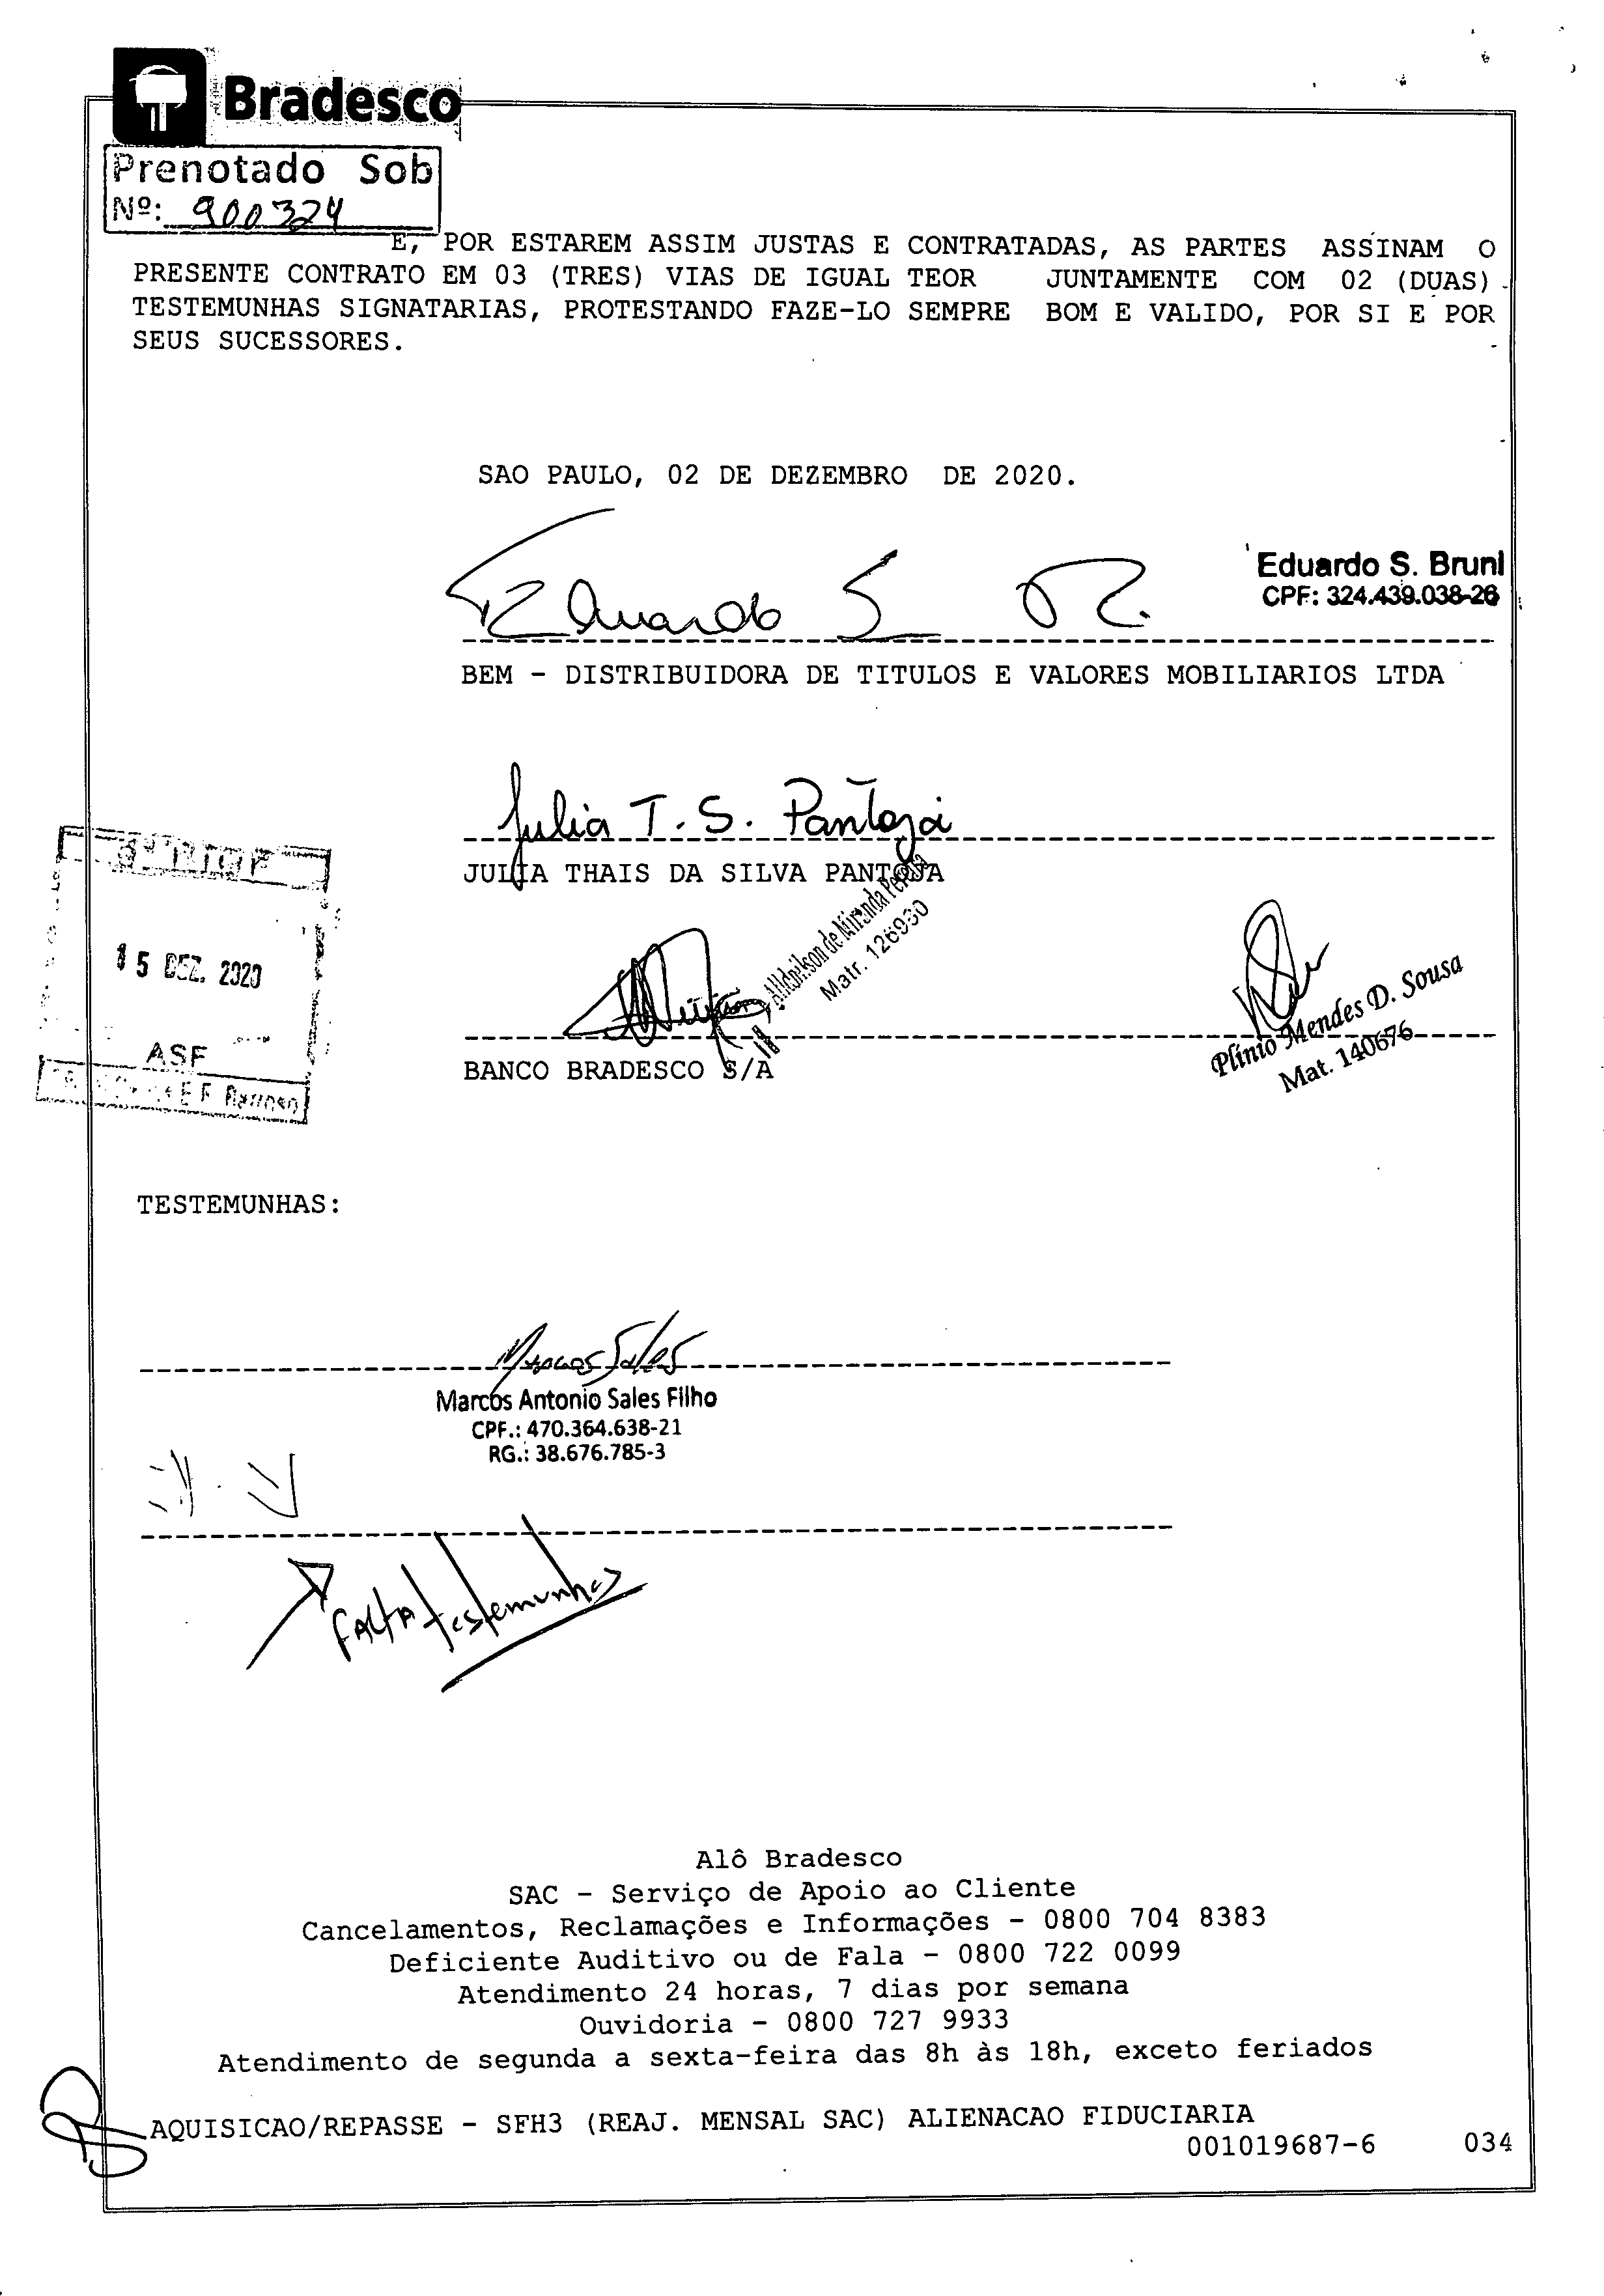 Bradesco
Prenotado Sob
Nº: 900324
E, POR ESTAREM ASSIM JUSTAS E CONTRATADAS, AS PARTES ASSINAM O
PRESENTE CONTRATO EM 03 (TRES) VIAS DE IGUAL TEOR JUNTAMENTE COM 02 (DUAS)
TESTEMUNHAS SIGNATARIAS, PROTESTANDO FAZE-LO SEMPRE BOM E VALIDO, POR SI E POR
SEUS SUCESSORES.
SAO PAULO, 02 DE DEZEMBRO DE 2020.
Eduardo S.
Eduardo S. Bruni
CPF: 324.439.038-26
BEM - DISTRIBUIDORA DE TITULOS E VALORES MOBILIARIOS LTDA
Julia T. S. Pantoja
JULIA THAIS DA SILVA PANTOJA
de Miranda Pereira
Matr. 126930
15 DEZ. 2020
ASF
Plínio Mendes D. Sousa
Mat. 140676
BANCO BRADESCO S/A
E F Barroso
TESTEMUNHAS:
Marcos Sales
Marcos Antonio Sales Filho
CPF.: 470.364.638-21
RG.: 38.676.785-3
FALTA testemunhas
Alô Bradesco
SAC - Serviço de Apoio ao Cliente
Cancelamentos, Reclamações e Informações - 0800 704 8383
Deficiente Auditivo ou de Fala - 0800 722 0099
Atendimento 24 horas, 7 dias por semana
Ouvidoria - 0800 727 9933
Atendimento de segunda a sexta-feira das 8h às 18h, exceto feriados
AQUISICAO/REPASSE - SFH3 (REAJ. MENSAL SAC) ALIENACAO FIDUCIARIA
001019687-6 034